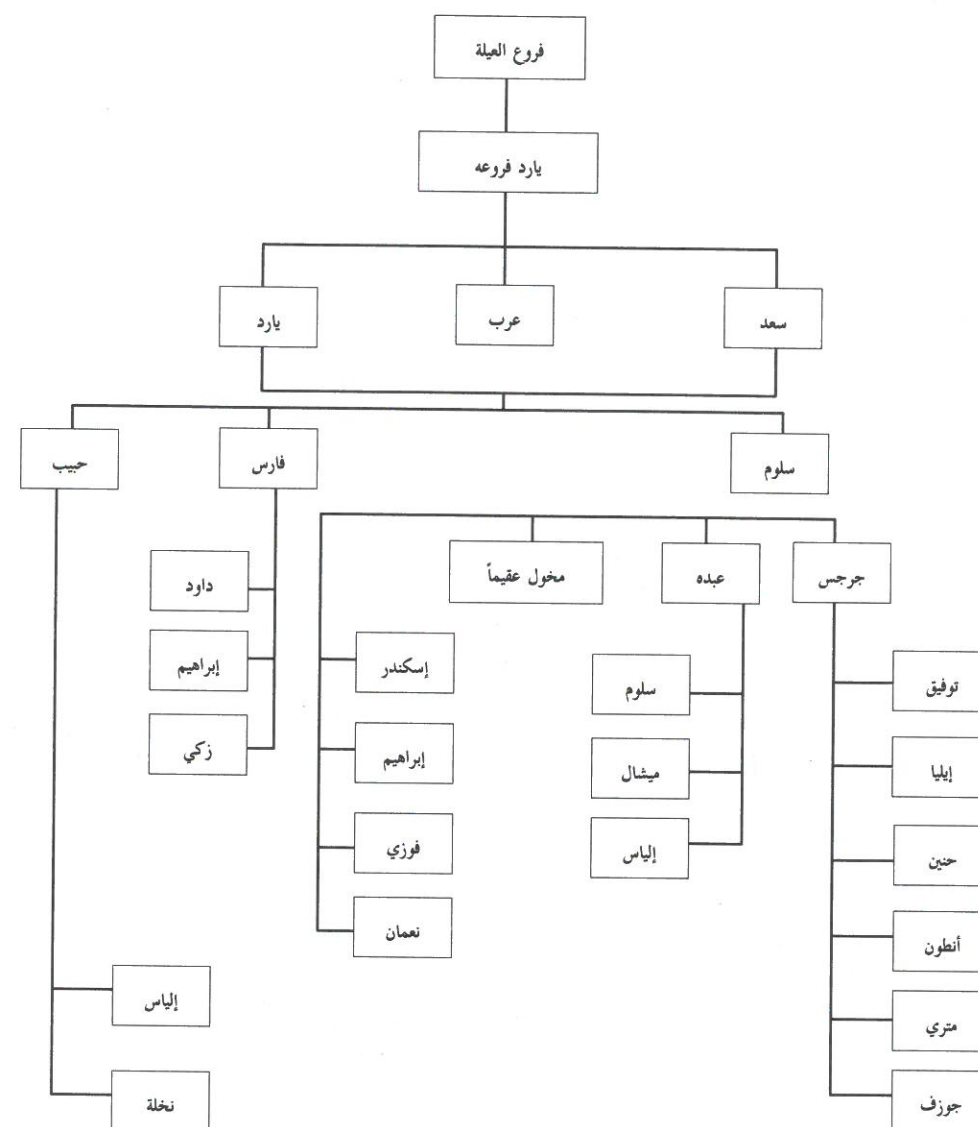 فروع العيلة
يارد فروعه
سعد
عرب
يارد
سلوم
فارس
حبيب
جرجس
عبده
مخول عقيماً
داود
إبراهيم
زكي
إسكندر
إبراهيم
فوزي
نعمان
سلوم
ميشال
إلياس
توفيق
إيليا
حنين
أنطون
متري
جوزف
إلياس
نخلة